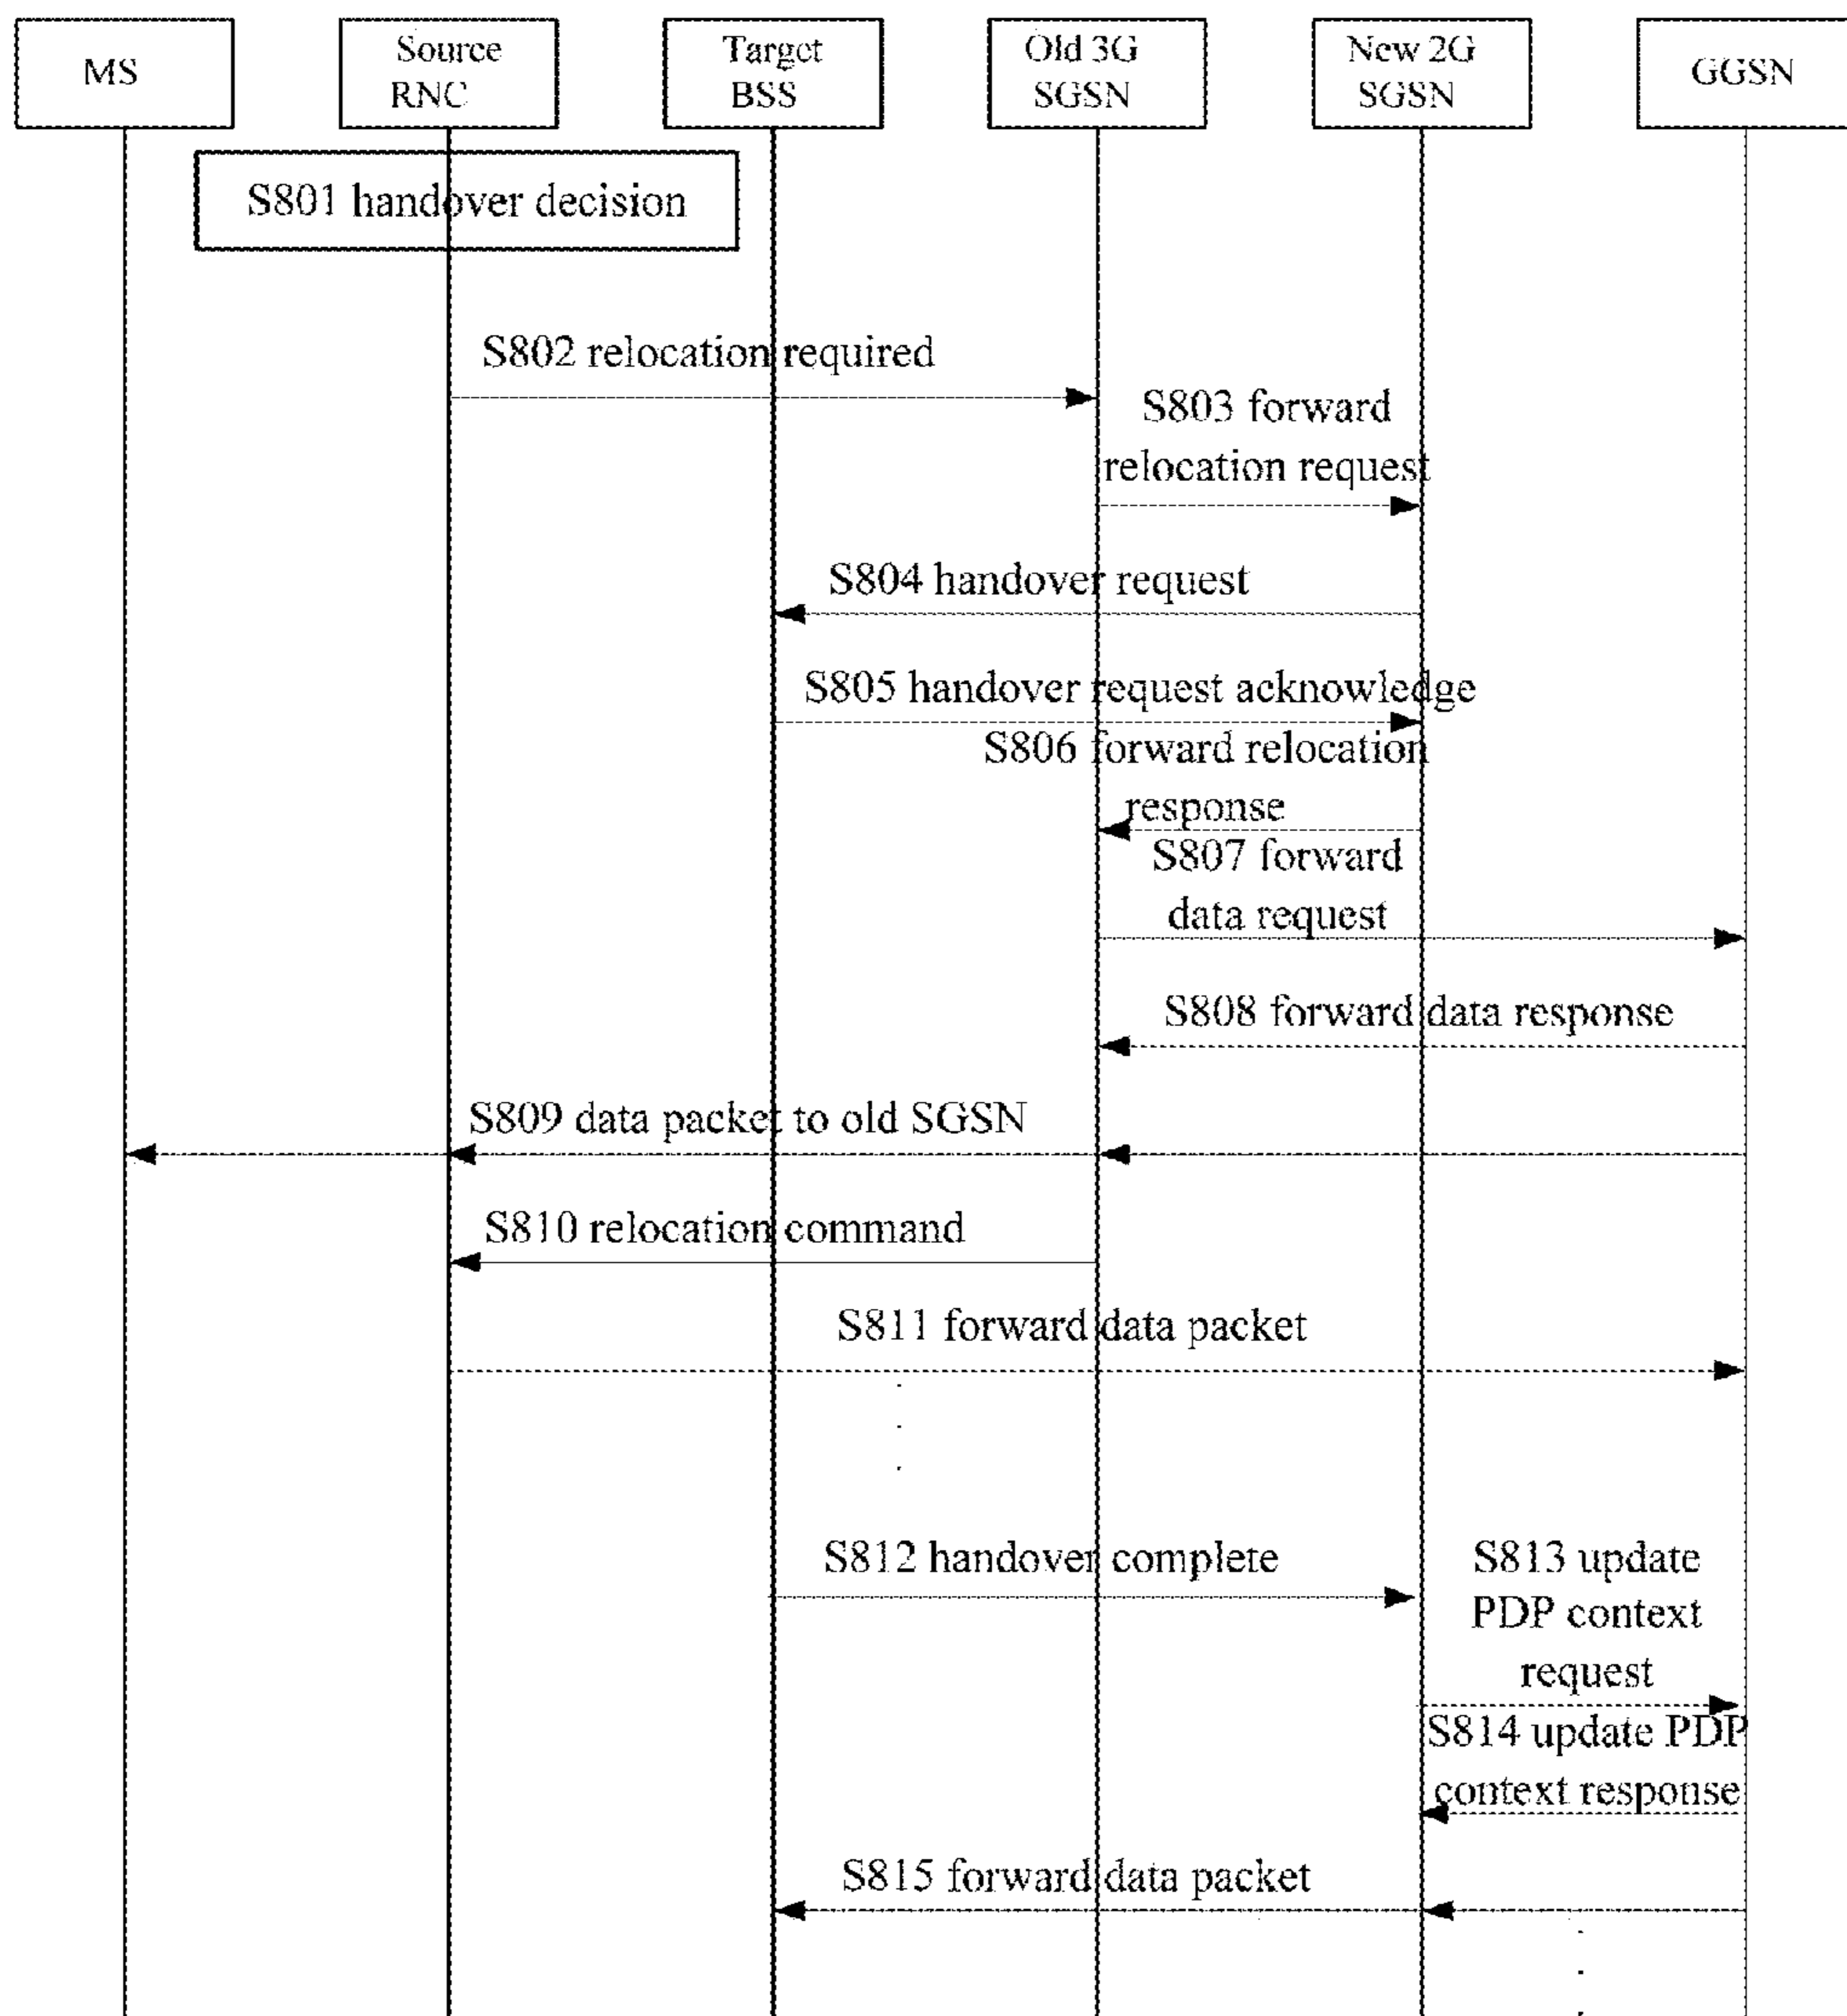 MS
Source
RNC
Target
BSS
Old 3G
SGSN
New 2G
SGSN
GGSN
S801 handover decision
S802 relocation required
S803 forward
relocation request
S804 handover request
S805 handover request acknowledge
S806 forward relocation
response
S807 forward
data request
S808 forward data response
S809 data packet to old SGSN
S810 relocation command
S811 forward data packet
S812 handover complete
S813 update
PDP context
request
S814 update PDP
context response
S815 forward data packet